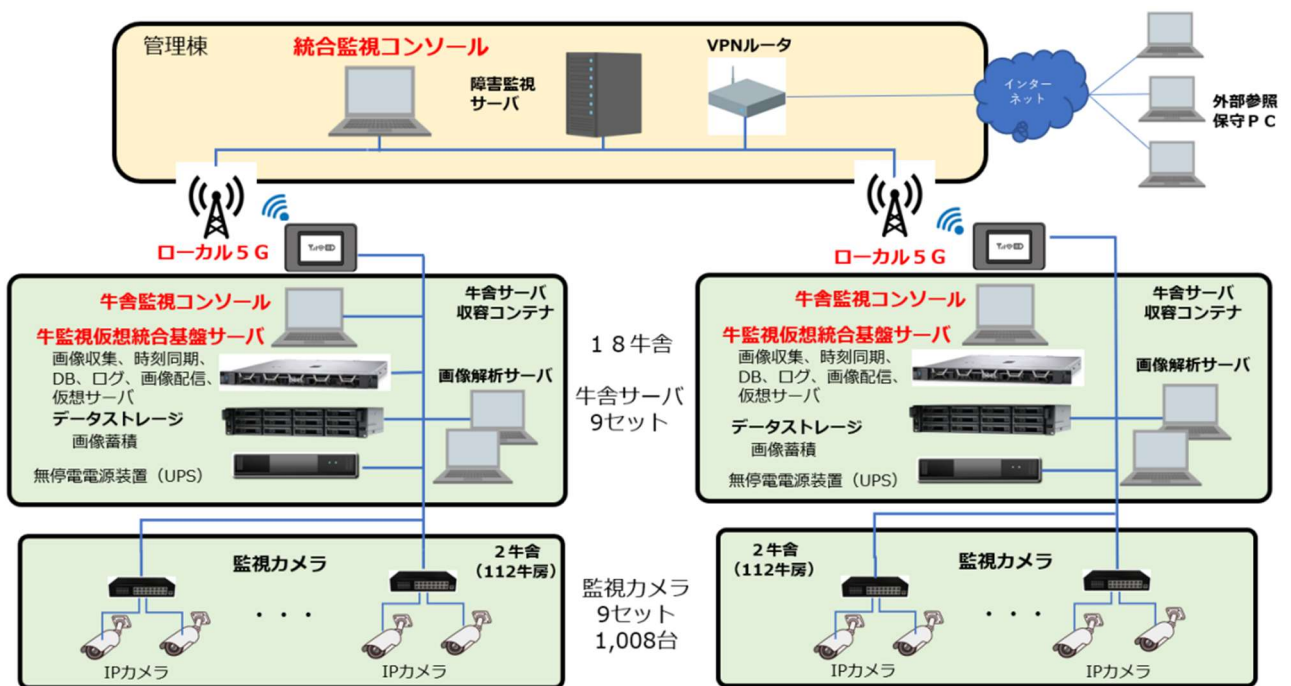 管理棟
統合監視コンソール
障害監視
サーバ
VPNルータ
インター
ネット
外部参照
保守ＰＣ
ローカル５G
ローカル５G
牛舎監視コンソール
牛舎サーバ
収容コンテナ
牛監視仮想統合基盤サーバ
画像収集、時刻同期、
DB、ログ、画像配信、
仮想サーバ
画像解析サーバ
データストレージ
画像蓄積
無停電電源装置（UPS）
１８牛舎
牛舎サーバ
9セット
牛舎監視コンソール
牛舎サーバ
収容コンテナ
牛監視仮想統合基盤サーバ
画像収集、時刻同期、
DB、ログ、画像配信、
仮想サーバ
画像解析サーバ
データストレージ
画像蓄積
無停電電源装置（UPS）
監視カメラ
２牛舎
（112牛房）
・・・
IPカメラ
IPカメラ
監視カメラ
9セット
1,008台
２牛舎
（112牛房）
監視カメラ
・・・
IPカメラ
IPカメラ